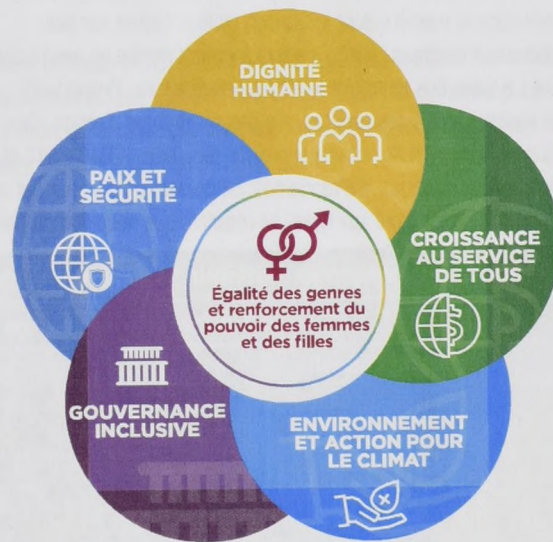 DIGNITÉ
HUMAINE
PAIX ET
SÉCURITÉ
CROISSANCE
AU SERVICE
DE TOUS
Égalité des genres
et renforcement du
pouvoir des femmes
et des filles
GOUVERNANCE
INCLUSIVE
ENVIRONNEMENT
ET ACTION POUR
LE CLIMAT